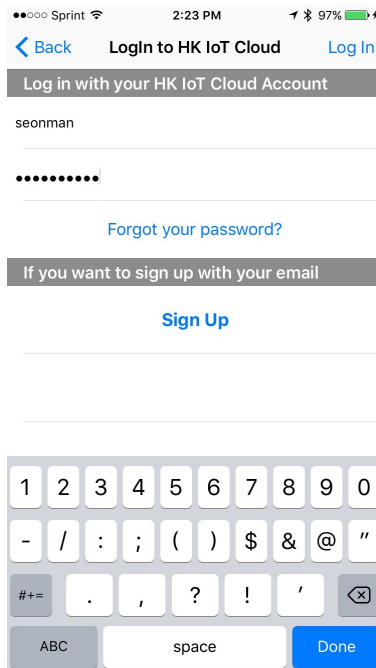 Sprint 2:23 PM 97%
Back LogIn to HK IoT Cloud Log In
Log in with your HK IoT Cloud Account
seonman
••••••••••
Forgot your password?
If you want to sign up with your email
Sign Up
1 2 3 4 5 6 7 8 9 0
- / : ; ( ) $ & @ "
#+= . , ? ! '
ABC space Done